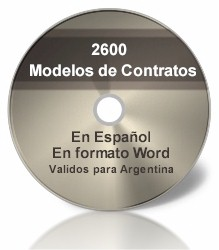 2600
Modelos de Contratos
En Español
En formato Word
Validos para Argentina